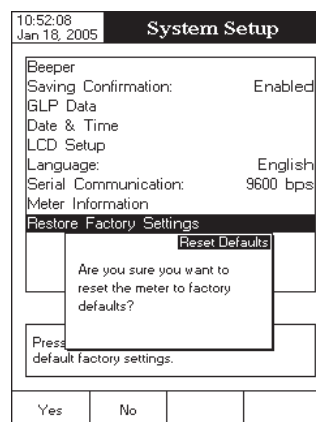 10:52:08
Jan 18, 2005
System Setup
Beeper
Saving Confirmation: Enabled
GLP Data
Date & Time
LCD Setup
Language: English
Serial Communication: 9600 bps
Meter Information
Restore Factory Settings
Reset Defaults
Are you sure you want to
reset the meter to factory
defaults?
Press
default factory settings.
Yes No